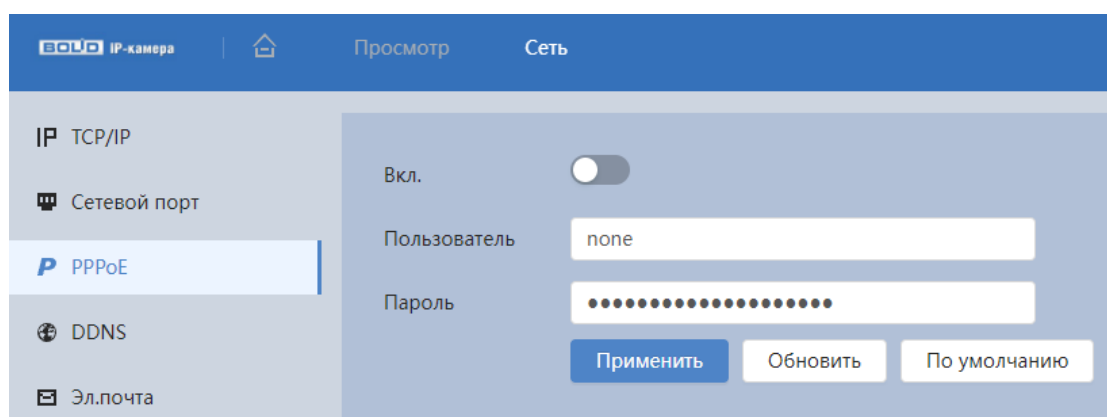 BOLID IP-камера Просмотр Сеть
TCP/IP
Сетевой порт
PPPoE
DDNS
Эл.почта
Вкл.
Пользователь none
Пароль ••••••••••••••••••••
Применить Обновить По умолчанию